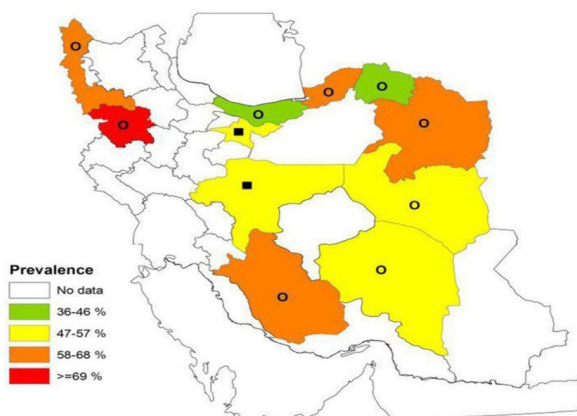 Prevalence
No data
36-46 %
47-57 %
58-68 %
>=69 %